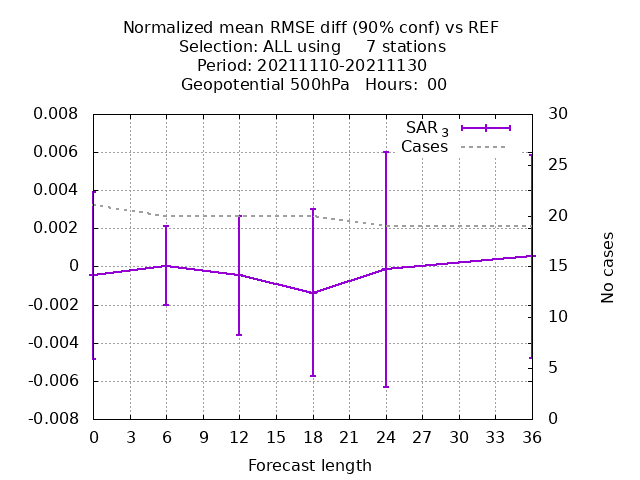 Normalized mean RMSE diff (90% conf) vs REF
Selection: ALL using     7 stations
Period: 20211110-20211130
Geopotential 500hPa   Hours:  00
SAR 3
Cases
0.008
0.006
0.004
0.002
0
-0.002
-0.004
-0.006
-0.008
30
25
20
15
10
5
0
No cases
0 3 6 9 12 15 18 21 24 27 30 33 36
Forecast length